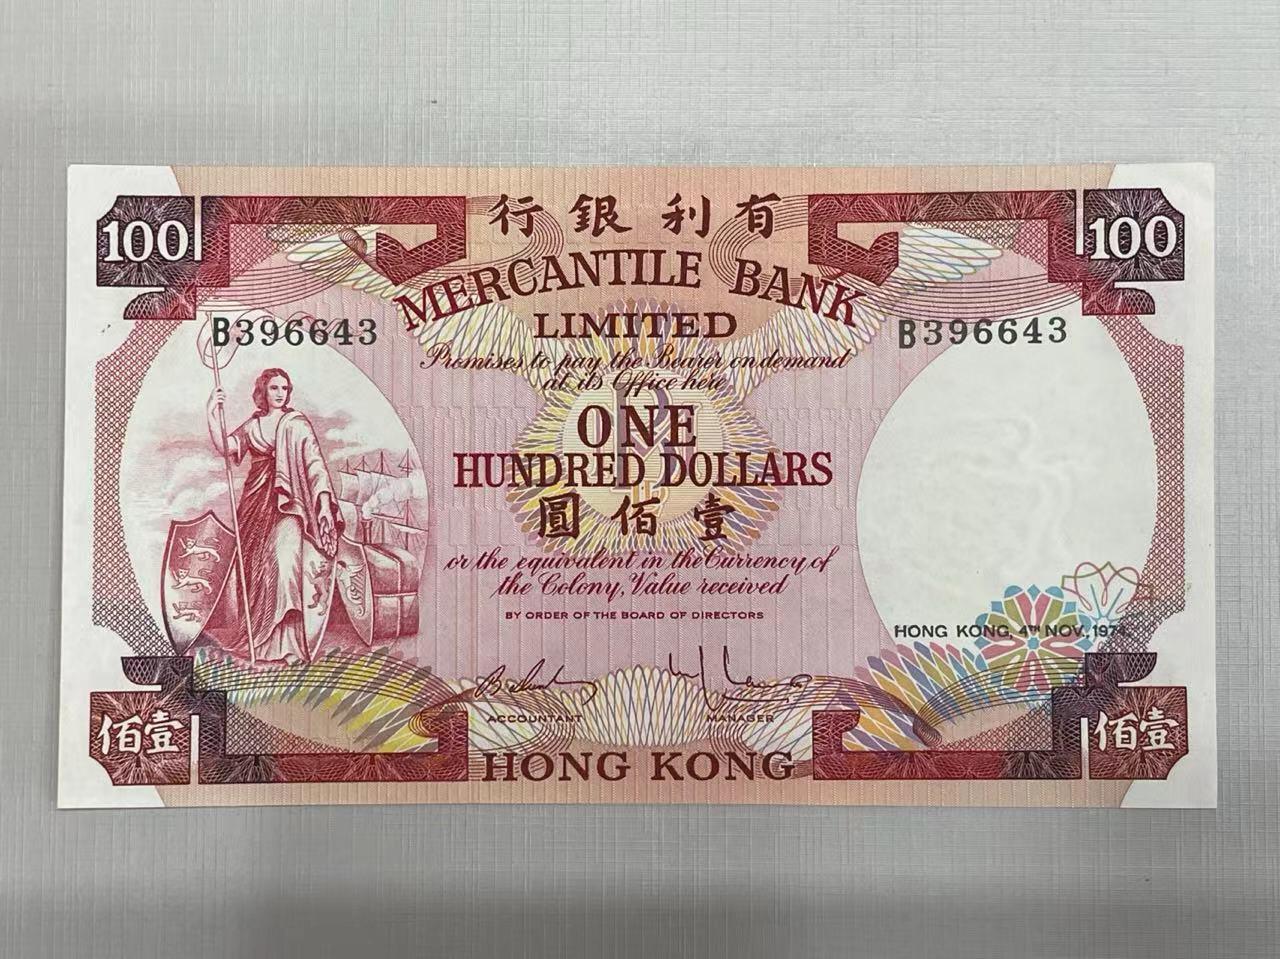 100
行銀利有
100
MERCANTILE BANK
LIMITED
B396643
B396643
Promises to pay the Bearer on demand
at its Office here
ONE
HUNDRED DOLLARS
圓佰壹
or the equivalent in the Currency of
the Colony, Value received
BY ORDER OF THE BOARD OF DIRECTORS
HONG KONG, 4TH NOV., 1974.
ACCOUNTANT
MANAGER
佰壹
HONG KONG
佰壹